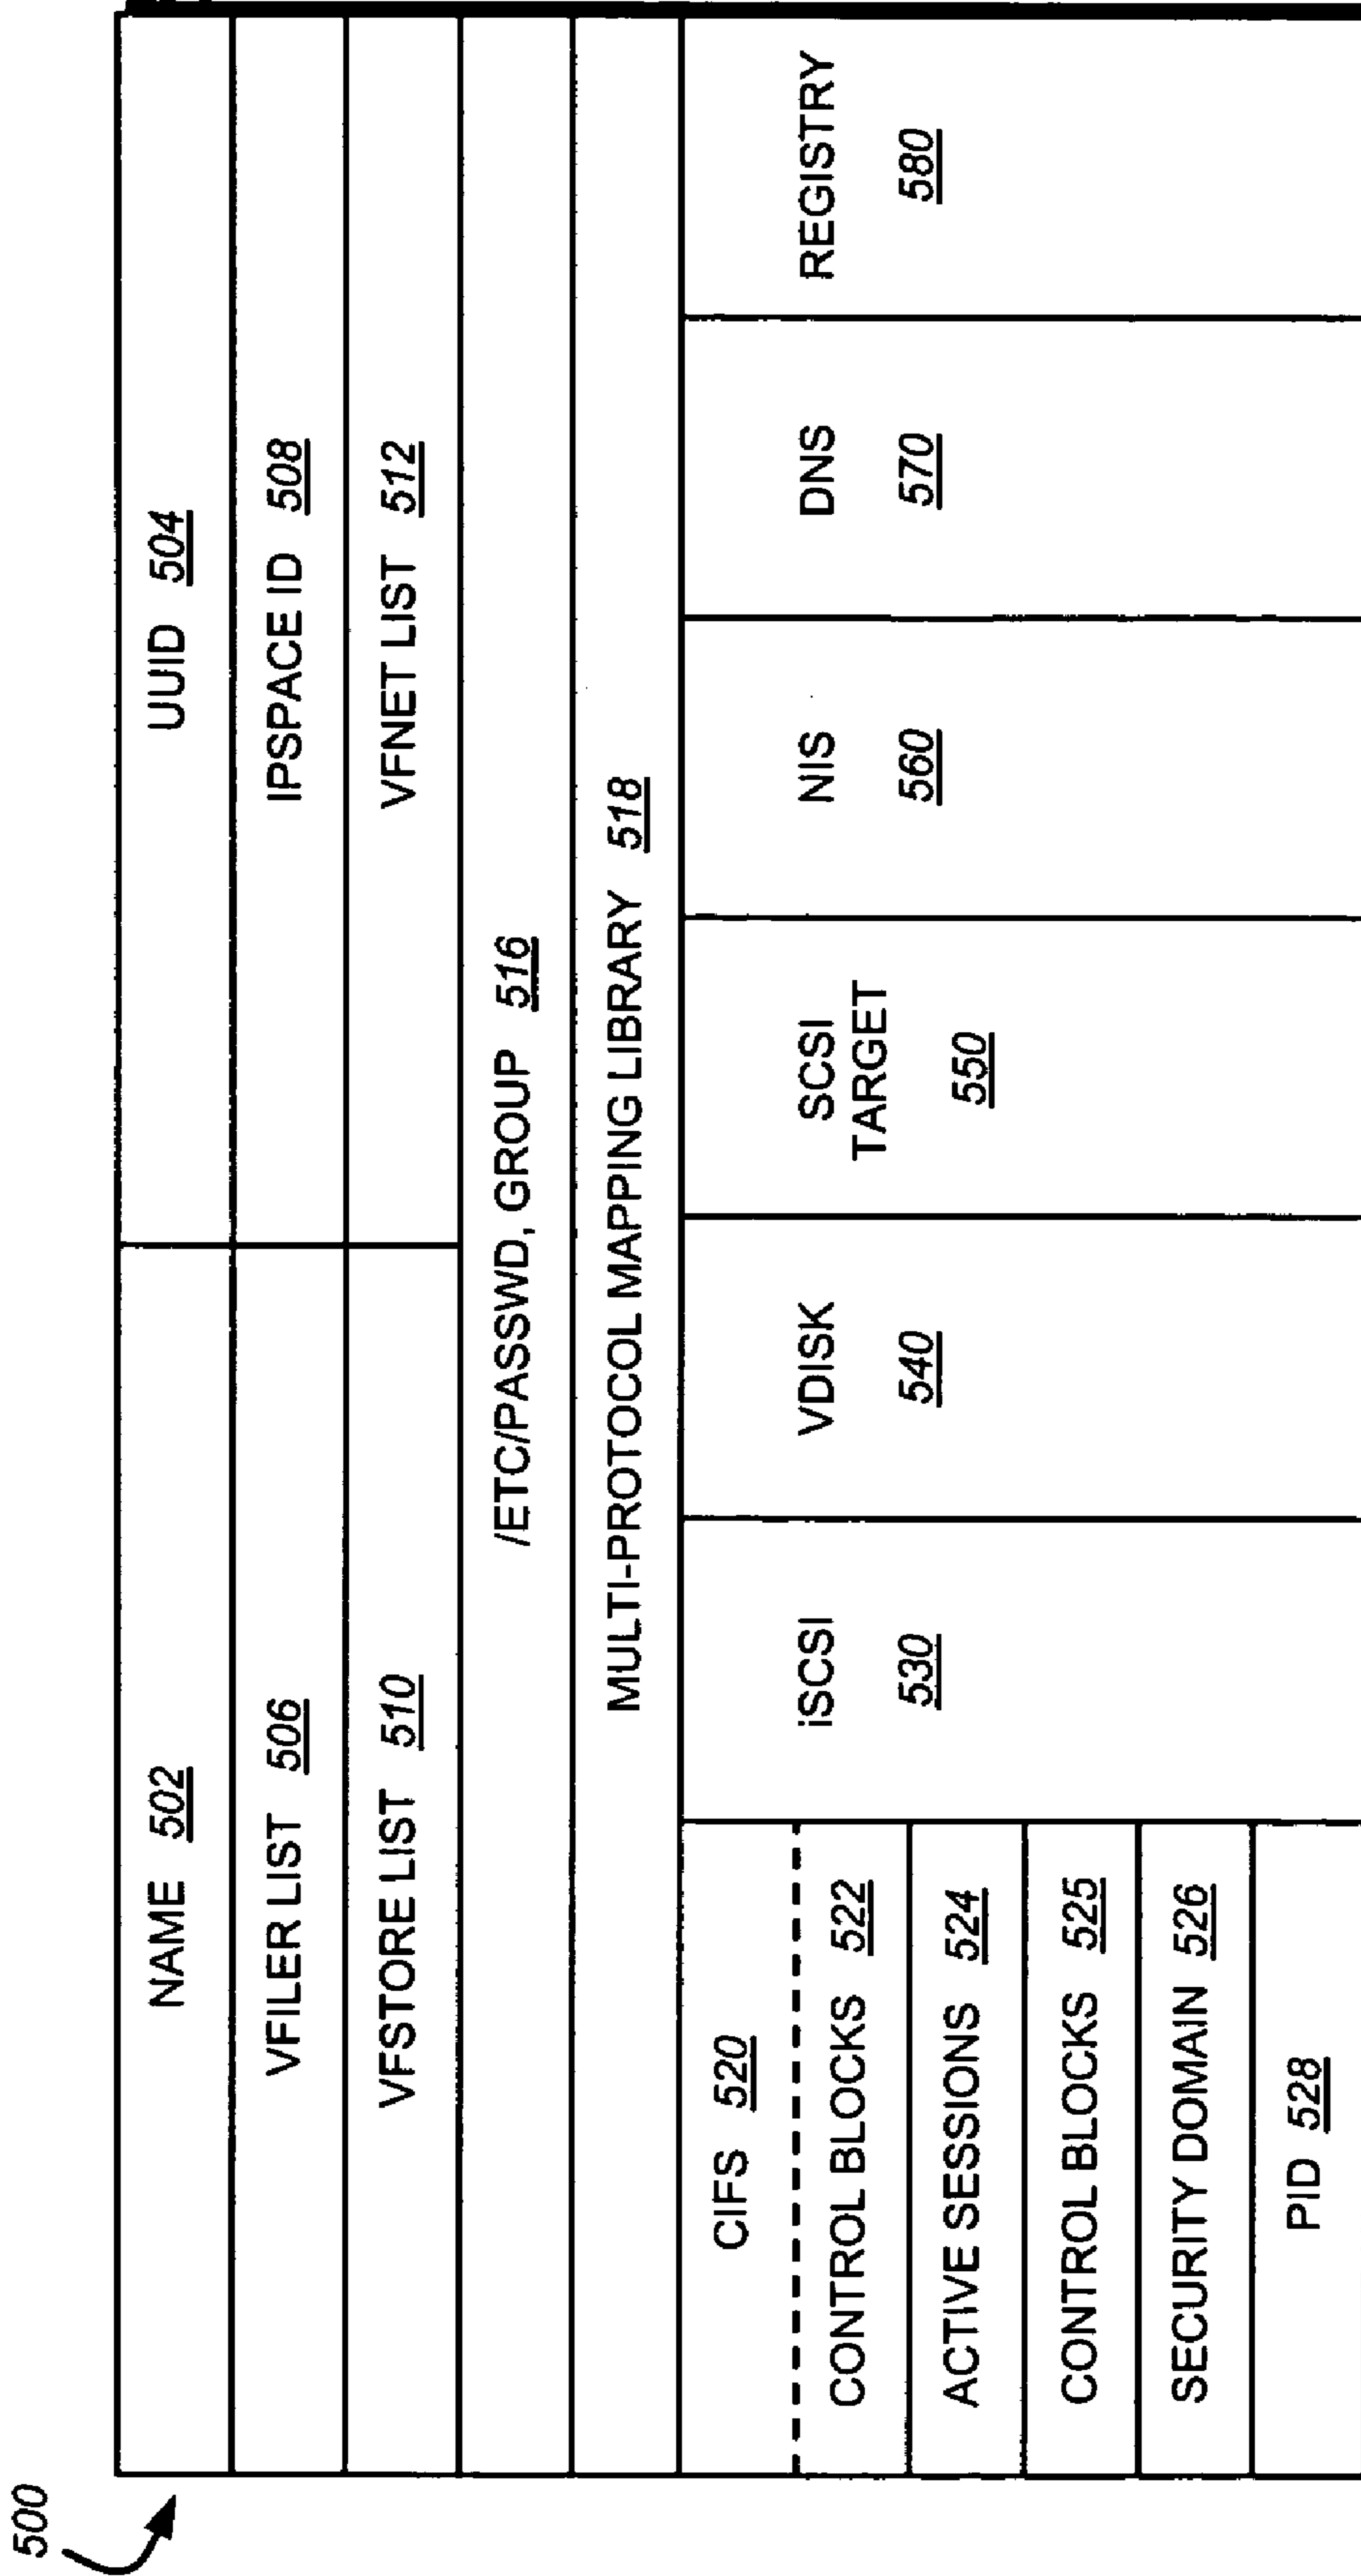 500
NAME 502
UUID 504
VFILER LIST 506
IPSPACE ID 508
VFSTORE LIST 510
VFNET LIST 512
/ETC/PASSWD, GROUP 516
MULTI-PROTOCOL MAPPING LIBRARY 518
CIFS 520
CONTROL BLOCKS 522
ACTIVE SESSIONS 524
CONTROL BLOCKS 525
SECURITY DOMAIN 526
PID 528
iSCSI
530
VDISK
540
SCSI
TARGET
550
NIS
560
DNS
570
REGISTRY
580